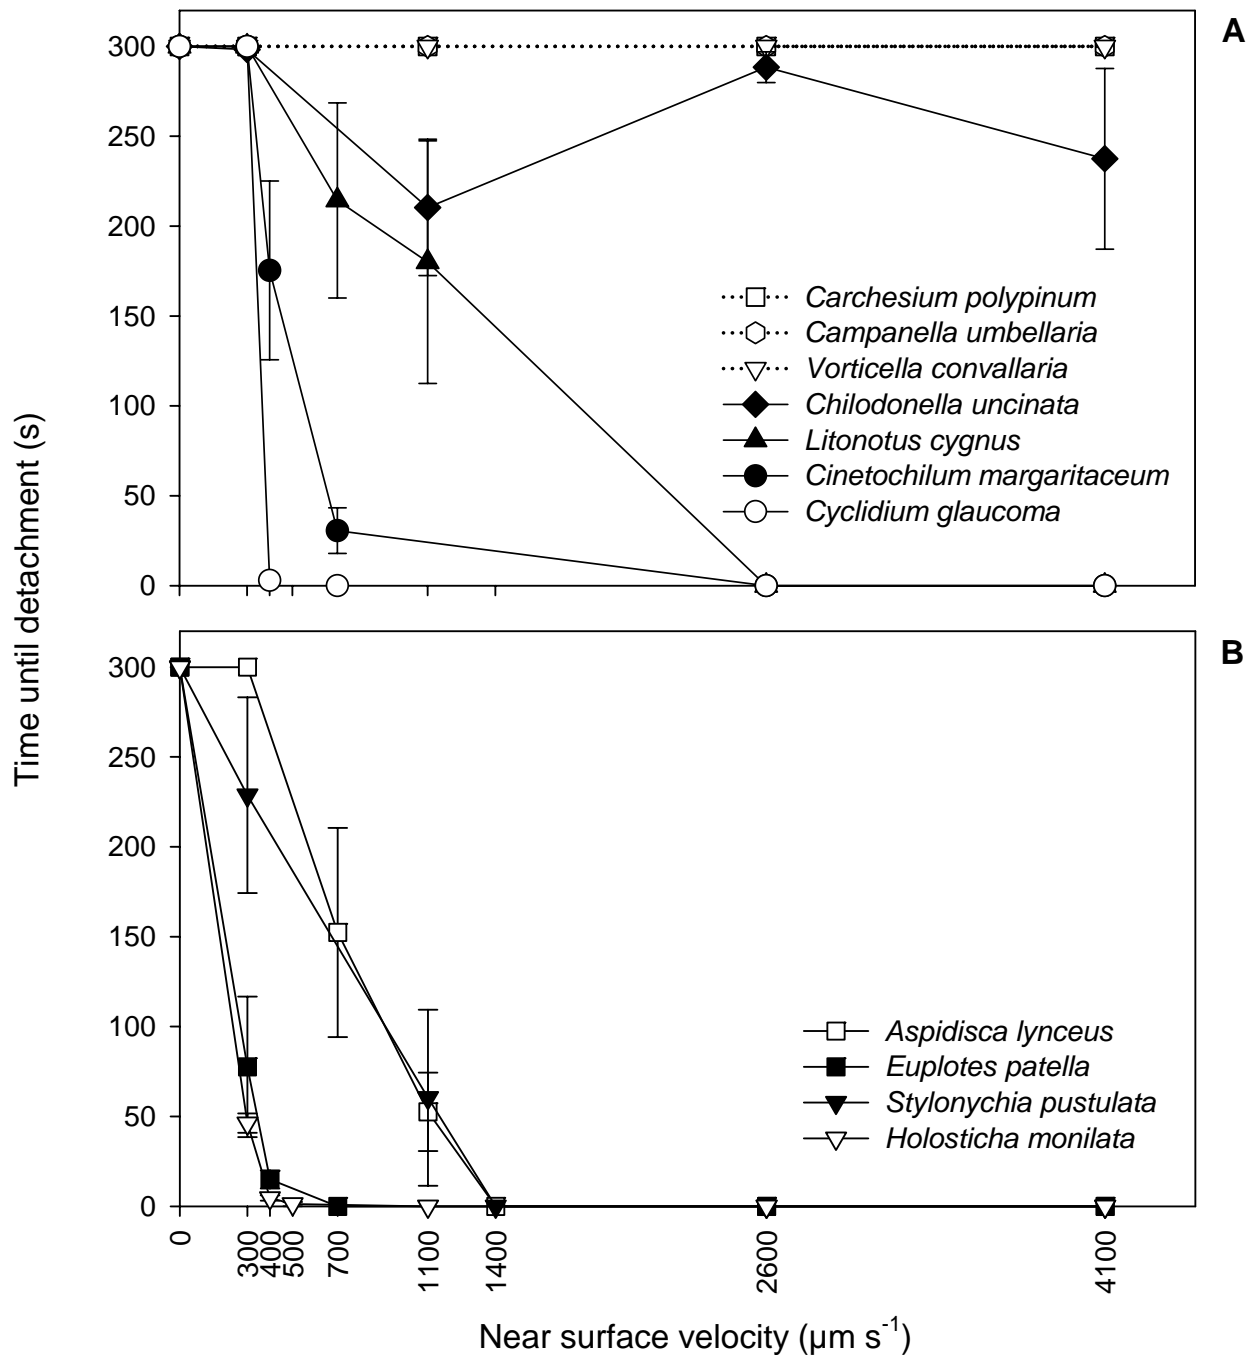 A
300
250
200
150
100
50
0
Carchesium polypinum
Campanella umbellaria
Vorticella convallaria
Chilodonella uncinata
Litonotus cygnus
Cinetochilum margaritaceum
Cyclidium glaucoma
Time until detachment (s)
B
300
250
200
150
100
50
0
Aspidisca lynceus
Euplotes patella
Stylonychia pustulata
Holosticha monilata
0
300
400
500
700
1100
1400
2600
4100
Near surface velocity (µm s⁻¹)